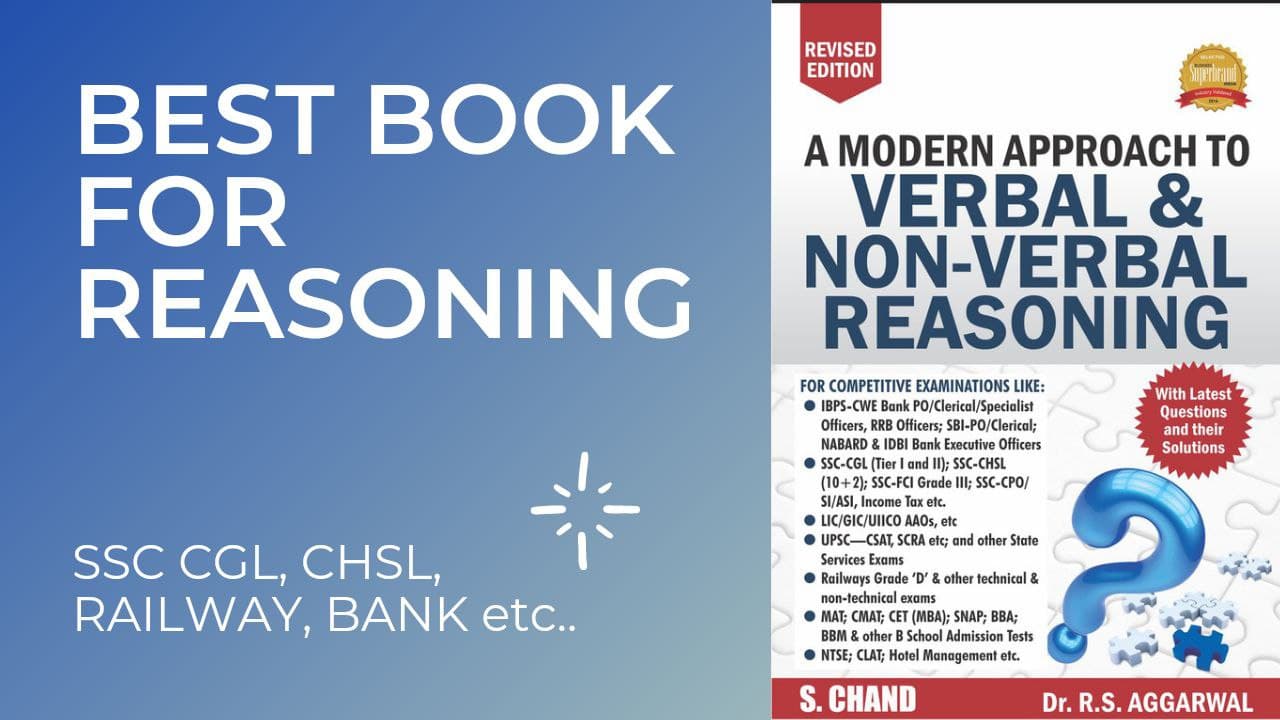 BEST BOOK
FOR
REASONING
SSC CGL, CHSL,
RAILWAY, BANK etc..
REVISED
EDITION
Superbrand
Industry Validated
A MODERN APPROACH TO
VERBAL &
NON-VERBAL
REASONING
FOR COMPETITIVE EXAMINATIONS LIKE:
● IBPS-CWE Bank PO/Clerical/Specialist
Officers, RRB Officers; SBI-PO/Clerical;
NABARD & IDBI Bank Executive Officers
● SSC-CGL (Tier I and II); SSC-CHSL
(10+2); SSC-FCI Grade III; SSC-CPO/
SI/ASI, Income Tax etc.
● LIC/GIC/UIICO AAOs, etc
● UPSC—CSAT, SCRA etc; and other State
Services Exams
● Railways Grade ‘D’ & other technical &
non-technical exams
● MAT; CMAT; CET (MBA); SNAP; BBA;
BBM & other B School Admission Tests
● NTSE; CLAT; Hotel Management etc.
With Latest
Questions
and their
Solutions
S. CHAND
Dr. R.S. AGGARWAL